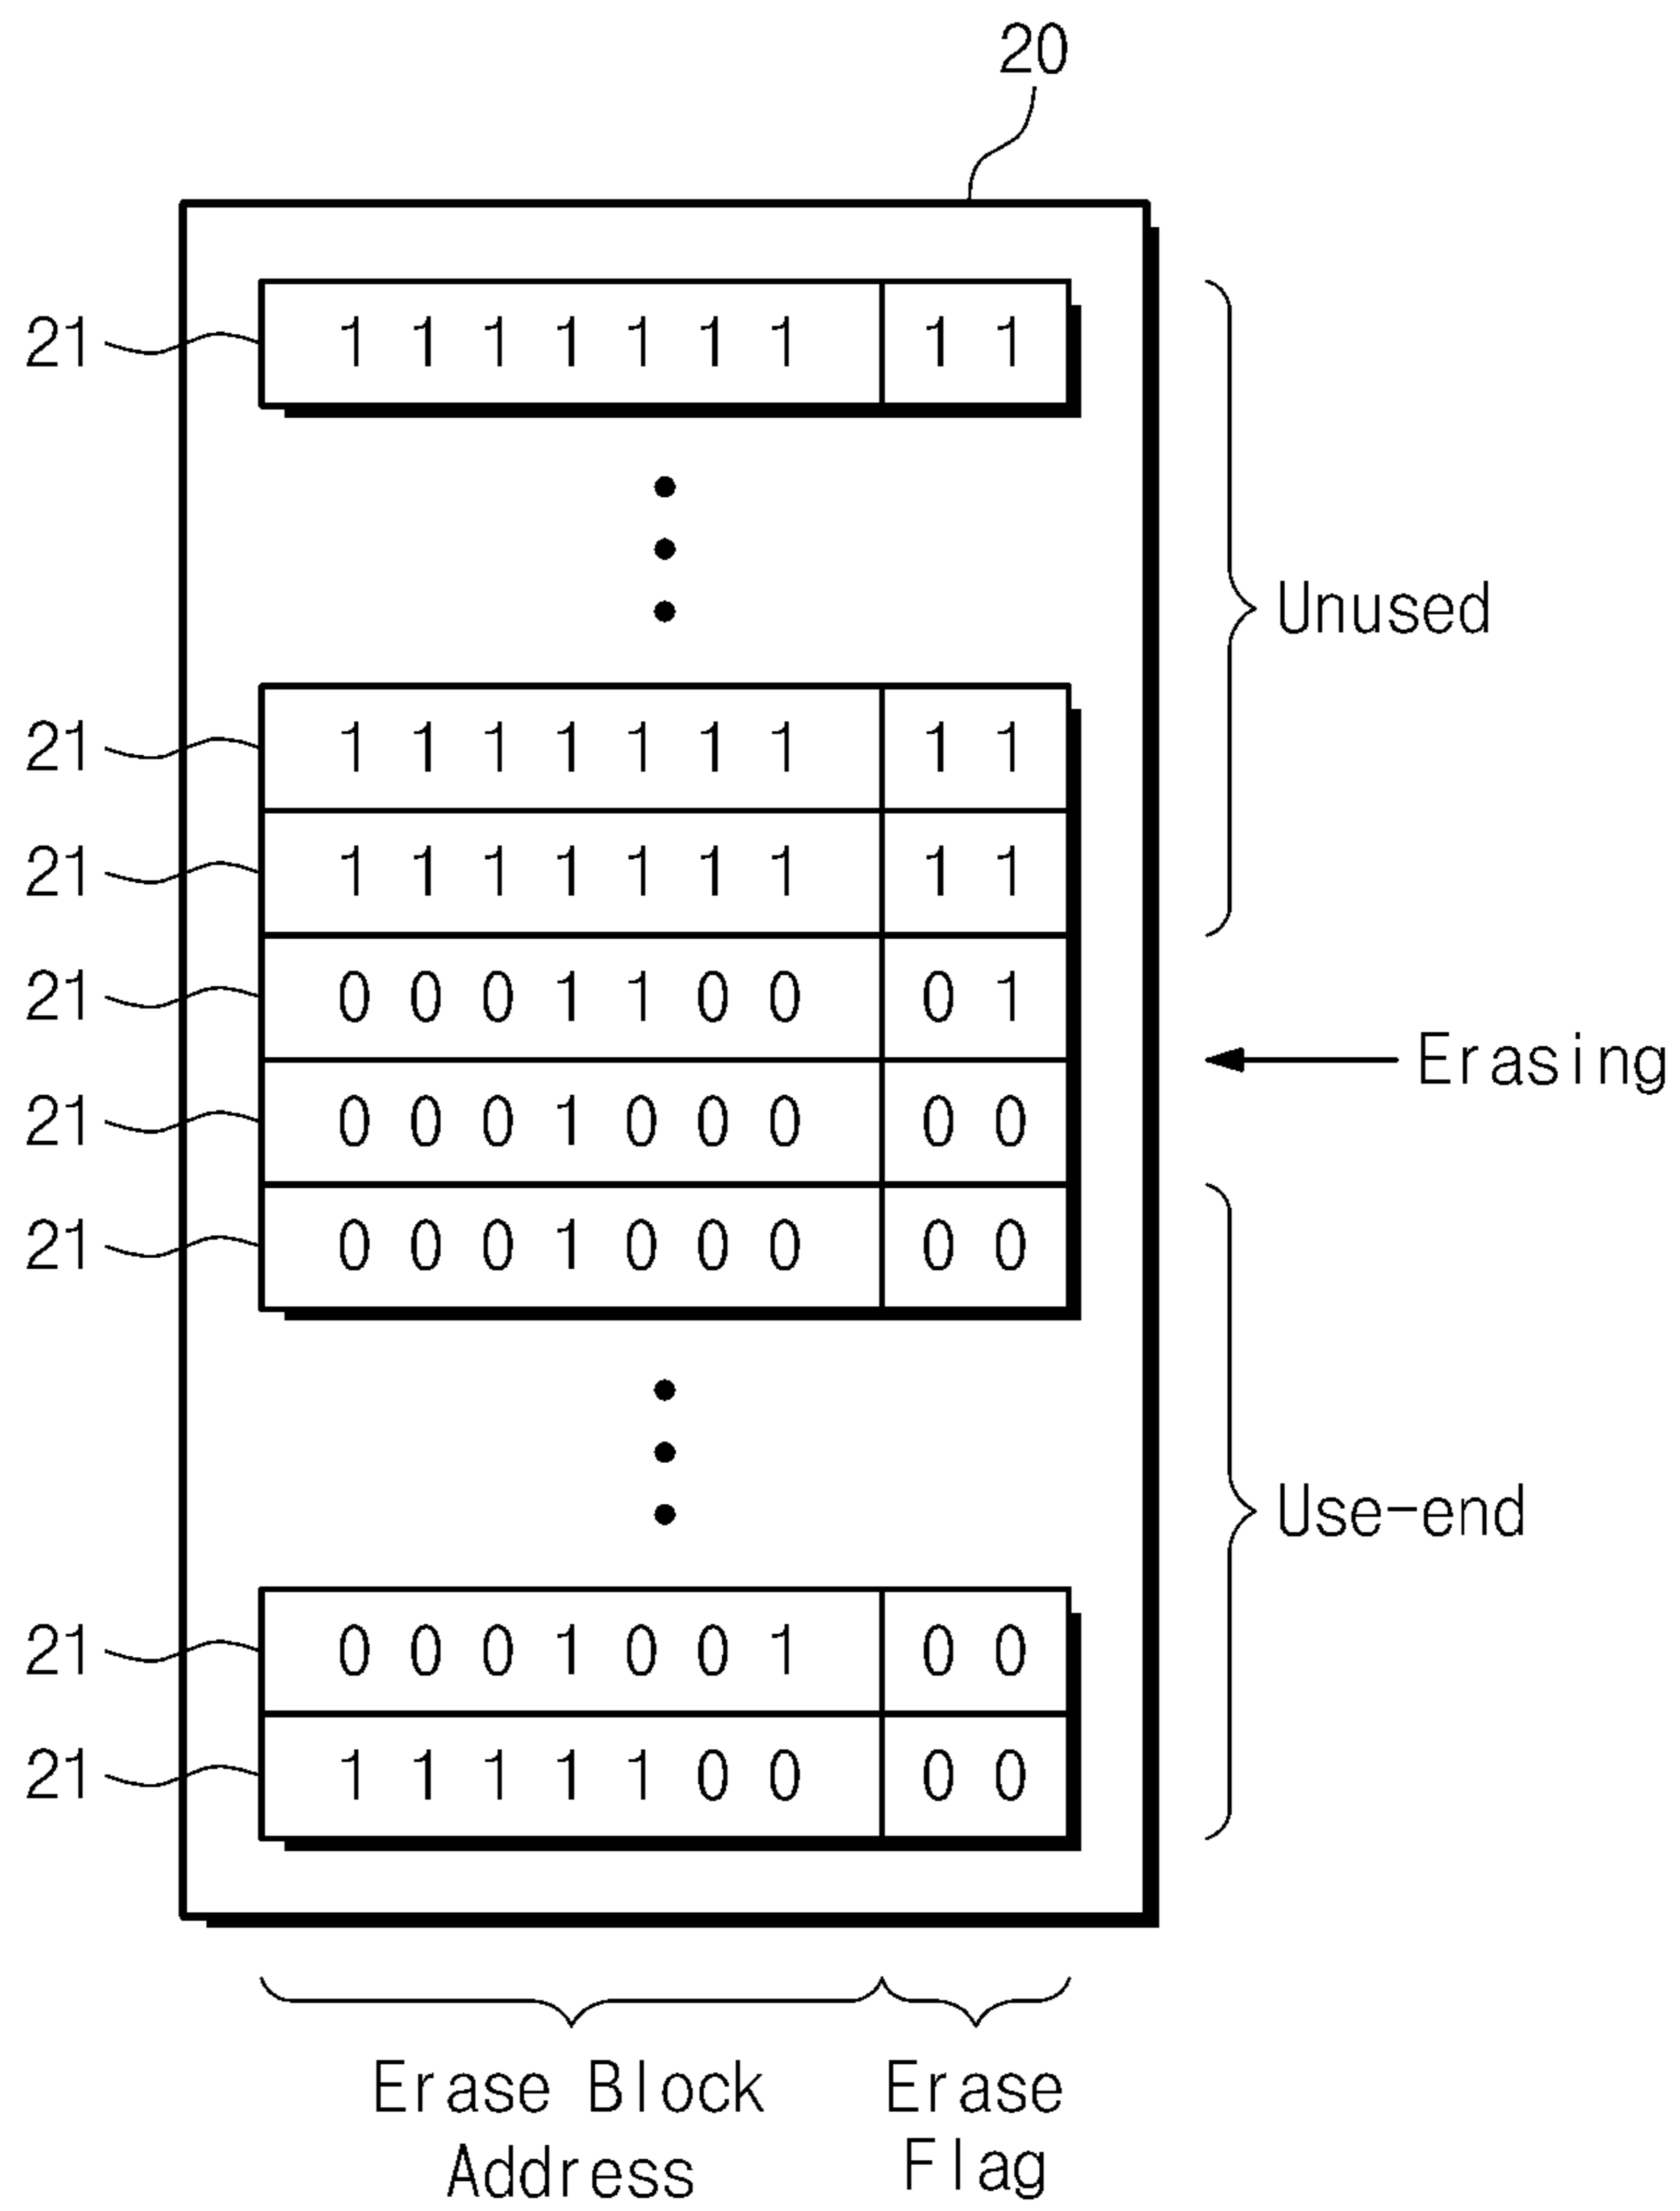 20
21 1 1 1 1 1 1 1 1 1
21 1 1 1 1 1 1 1 1 1
Unused
21 1 1 1 1 1 1 1 1 1
21 0 0 0 1 1 0 0 0 1
Erasing
21 0 0 0 1 0 0 0 0 0
21 0 0 0 1 0 0 0 0 0
Use-end
21 0 0 0 1 0 0 1 0 0
21 1 1 1 1 1 0 0 0 0
Erase Block
Address
Erase
Flag